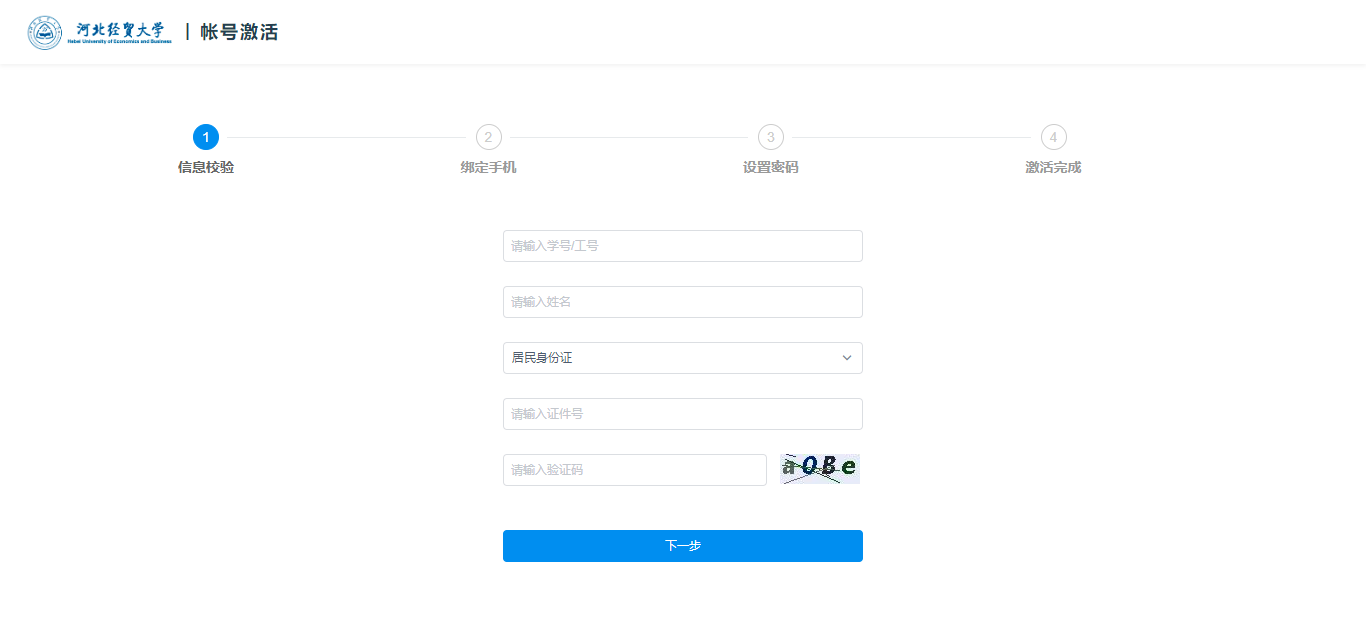 河北经贸大学
Hebei University of Economics and Business
| 帐号激活
1
2
3
4
信息校验
绑定手机
设置密码
激活完成
请输入学号/工号
请输入姓名
居民身份证
请输入证件号
请输入验证码
aOBe
下一步